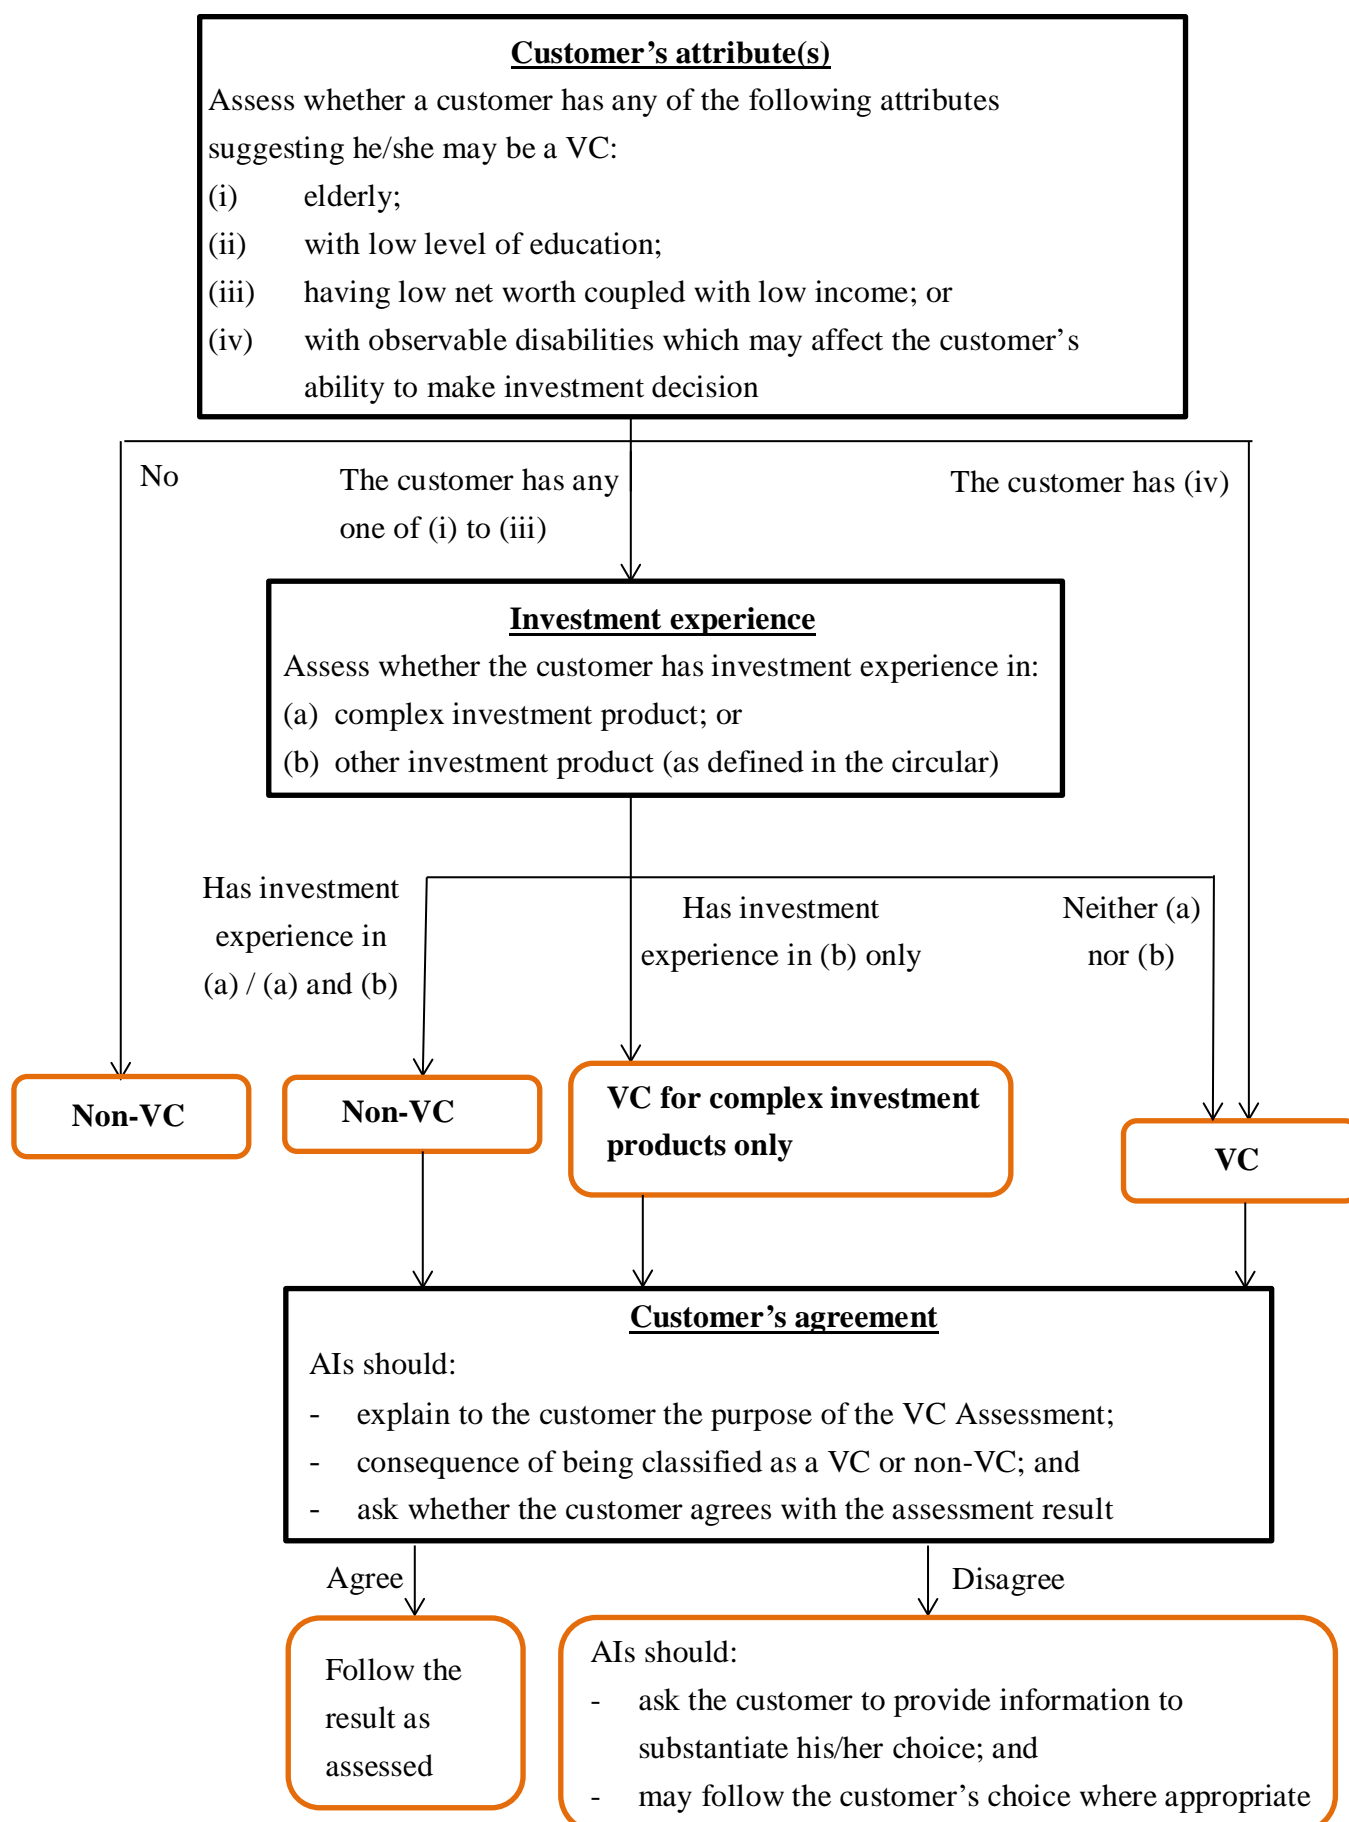 Customer’s attribute(s)
Assess whether a customer has any of the following attributes
suggesting he/she may be a VC:
(i) elderly;
(ii) with low level of education;
(iii) having low net worth coupled with low income; or
(iv) with observable disabilities which may affect the customer’s
ability to make investment decision
No
The customer has any
one of (i) to (iii)
The customer has (iv)
Investment experience
Assess whether the customer has investment experience in:
(a) complex investment product; or
(b) other investment product (as defined in the circular)
Has investment
experience in
(a) / (a) and (b)
Has investment
experience in (b) only
Neither (a)
nor (b)
Non-VC
Non-VC
VC for complex investment
products only
VC
Customer’s agreement
AIs should:
- explain to the customer the purpose of the VC Assessment;
- consequence of being classified as a VC or non-VC; and
- ask whether the customer agrees with the assessment result
Agree
Disagree
Follow the
result as
assessed
AIs should:
- ask the customer to provide information to
substantiate his/her choice; and
- may follow the customer’s choice where appropriate